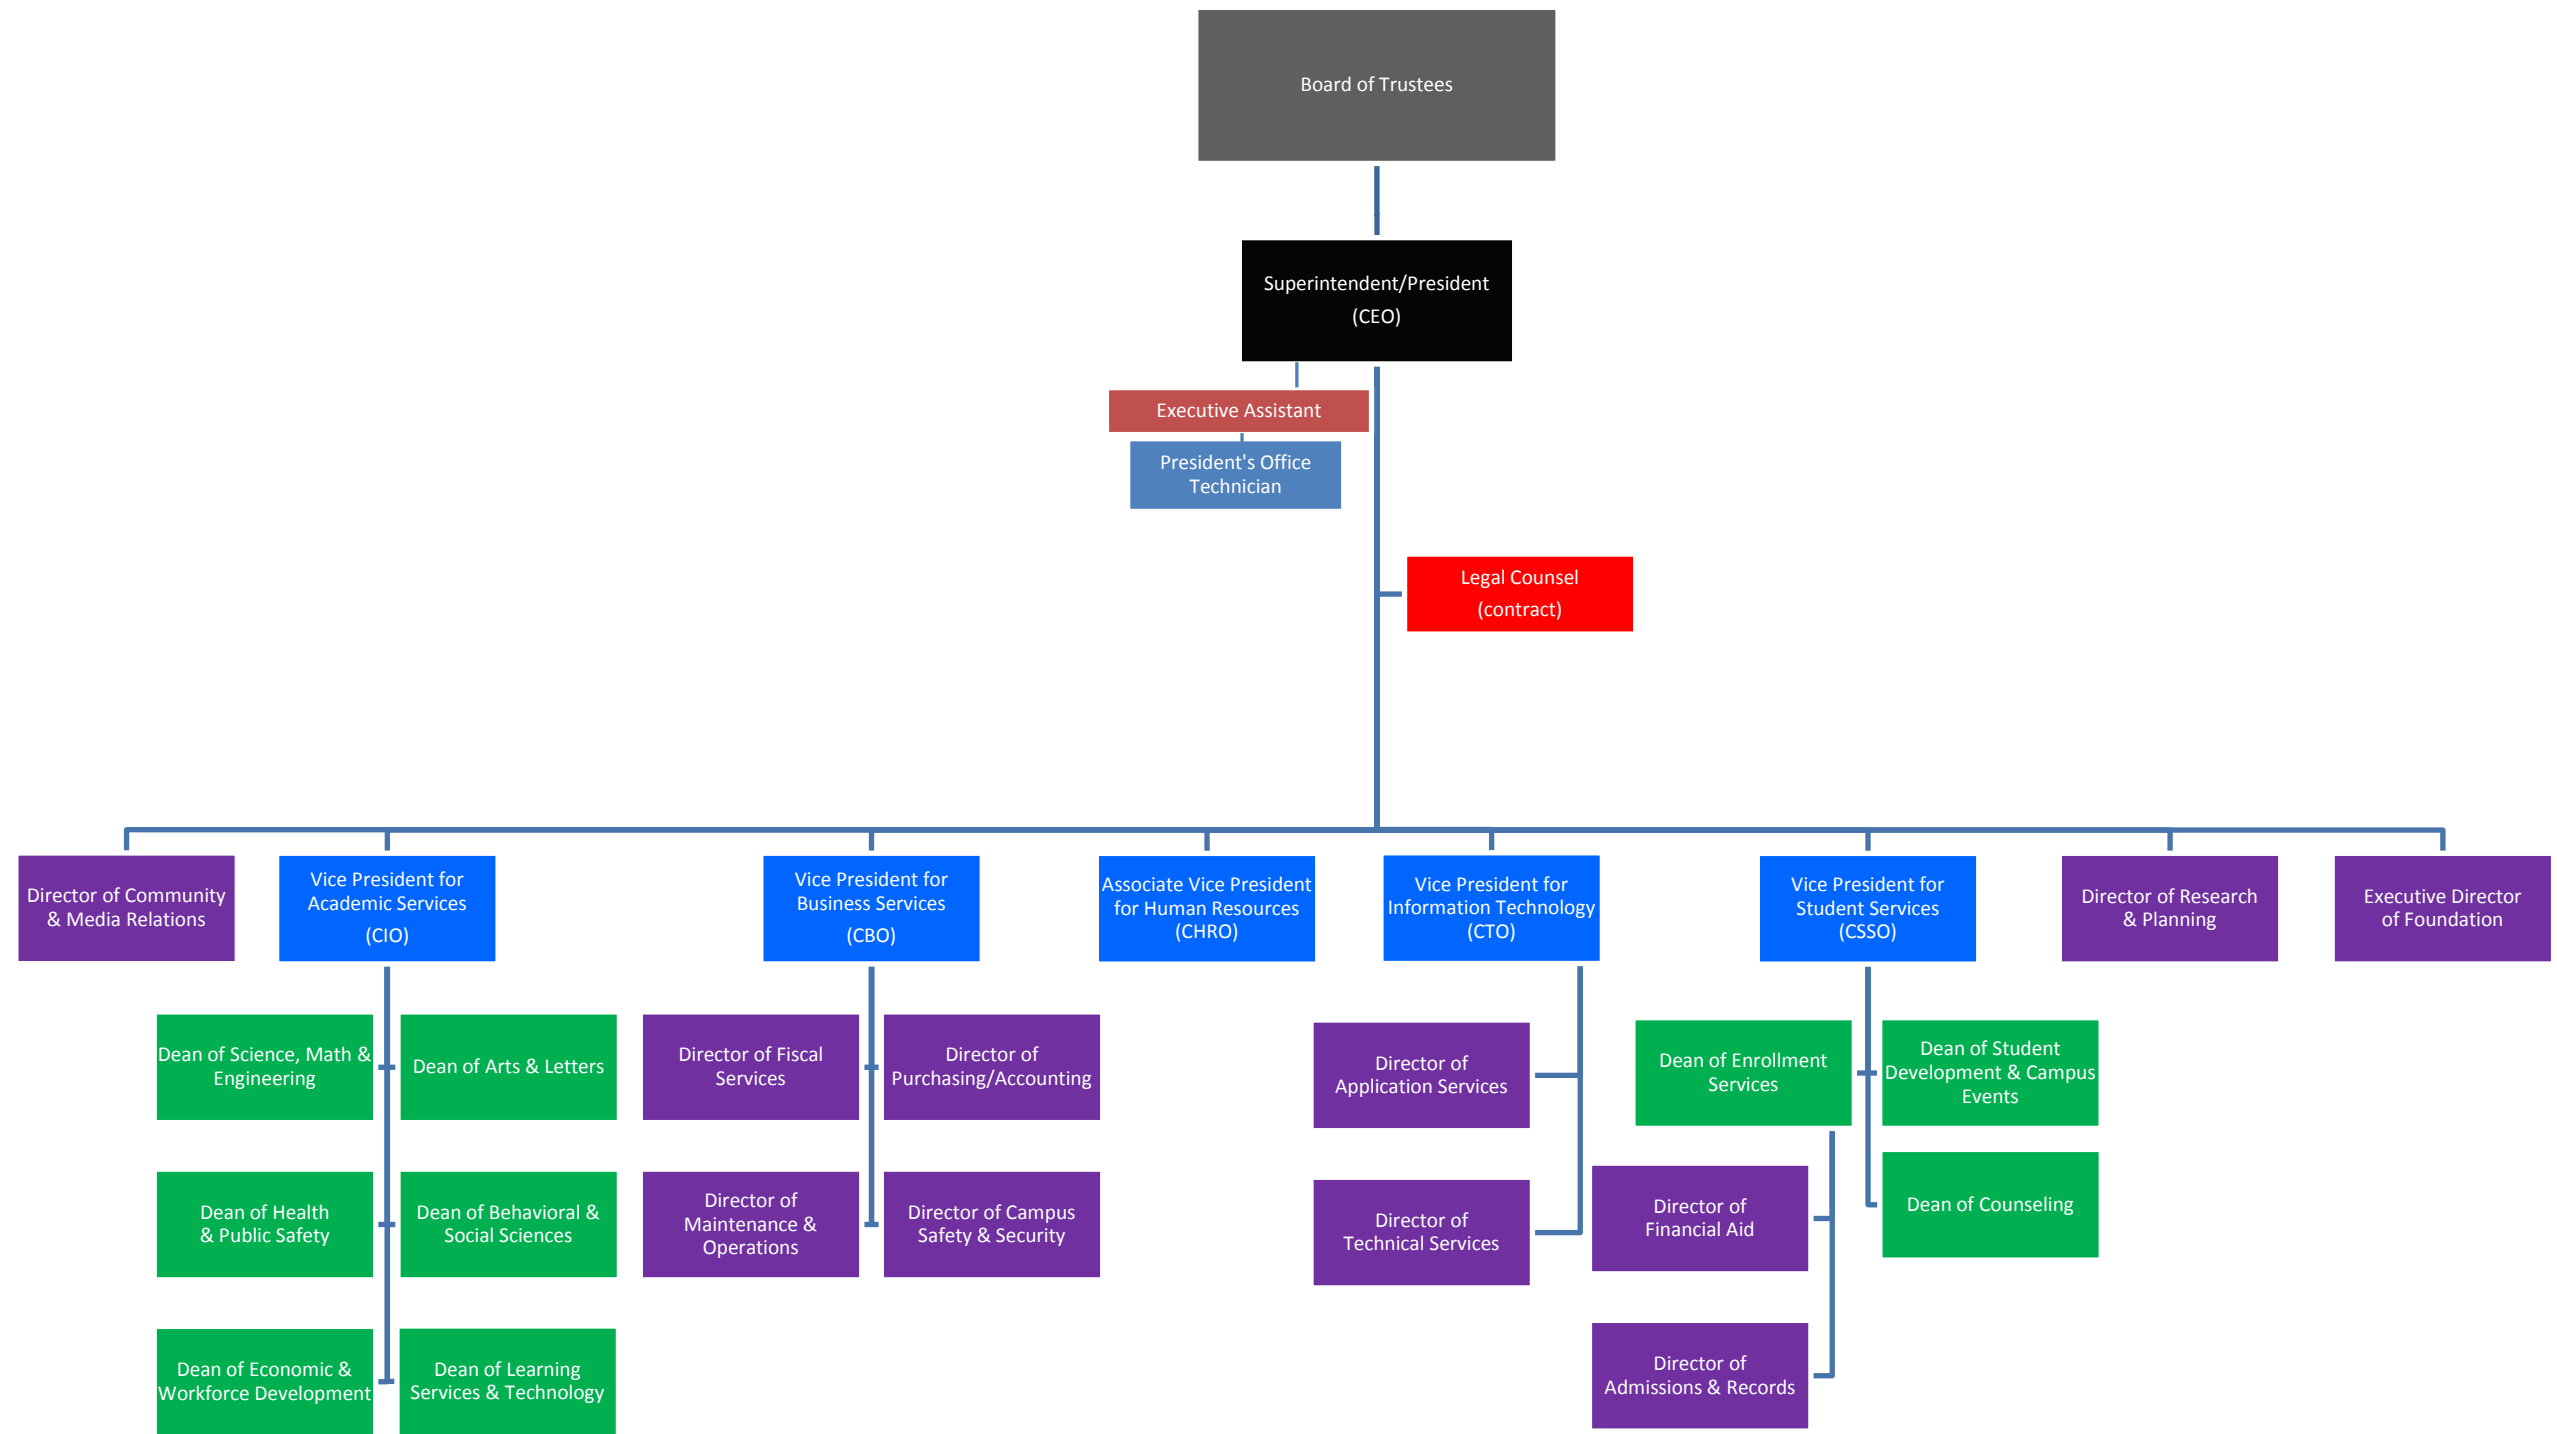 Board of Trustees
Superintendent/President
(CEO)
Executive Assistant
President's Office
Technician
Legal Counsel
(contract)
Director of Community
& Media Relations
Vice President for
Academic Services
(CIO)
Vice President for
Business Services
(CBO)
Associate Vice President
for Human Resources
(CHRO)
Vice President for
Information Technology
(CTO)
Vice President for
Student Services
(CSSO)
Director of Research
& Planning
Executive Director
of Foundation
Dean of Science, Math &
Engineering
Dean of Arts & Letters
Dean of Health
& Public Safety
Dean of Behavioral &
Social Sciences
Dean of Economic &
Workforce Development
Dean of Learning
Services & Technology
Director of Fiscal
Services
Director of
Purchasing/Accounting
Director of
Maintenance &
Operations
Director of Campus
Safety & Security
Director of
Application Services
Director of
Technical Services
Dean of Enrollment
Services
Dean of Student
Development & Campus
Events
Director of
Financial Aid
Dean of Counseling
Director of
Admissions & Records